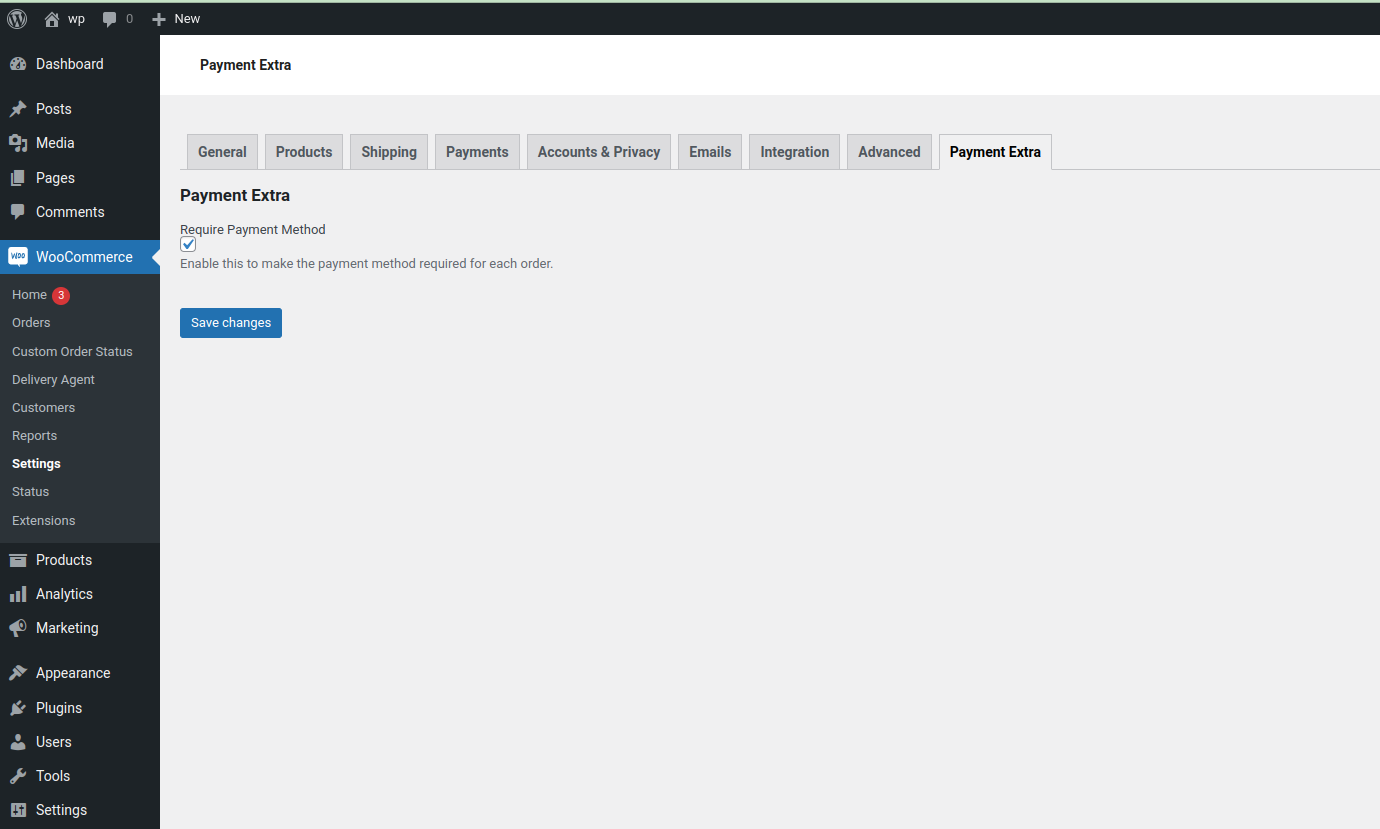 wp 0 New
Dashboard
Posts
Media
Pages
Comments
WooCommerce
Home 3
Orders
Custom Order Status
Delivery Agent
Customers
Reports
Settings
Status
Extensions
Products
Analytics
Marketing
Appearance
Plugins
Users
Tools
Settings
Payment Extra
General Products Shipping Payments Accounts & Privacy Emails Integration Advanced Payment Extra
Payment Extra
Require Payment Method
Enable this to make the payment method required for each order.
Save changes